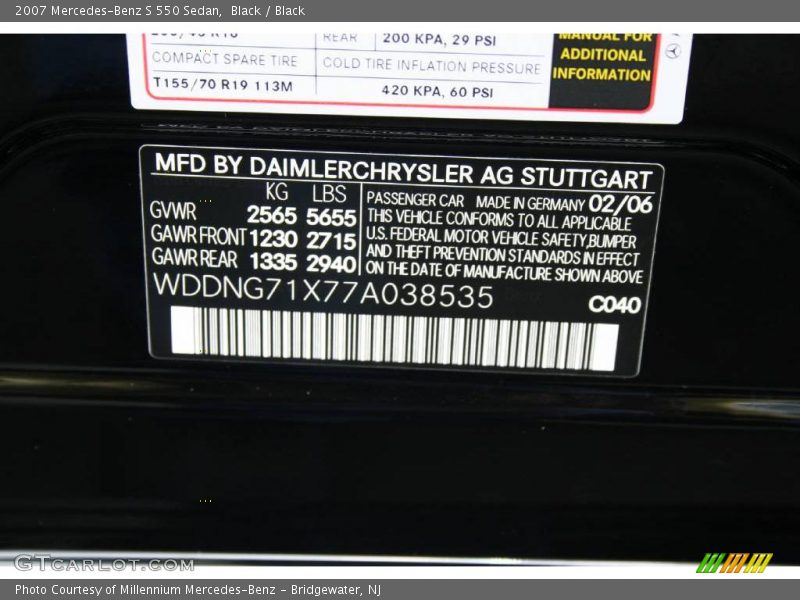 2007 Mercedes-Benz S 550 Sedan,  Black / Black
REAR 200 KPA, 29 PSI
MANUAL FOR
COMPACT SPARE TIRE COLD TIRE INFLATION PRESSURE
ADDITIONAL
INFORMATION
T155/70 R19 113M 420 KPA, 60 PSI
MFD BY DAIMLERCHRYSLER AG STUTTGART
KG LBS
GVWR 2565 5655
GAWR FRONT 1230 2715
GAWR REAR 1335 2940
PASSENGER CAR MADE IN GERMANY 02/06
THIS VEHICLE CONFORMS TO ALL APPLICABLE
U.S. FEDERAL MOTOR VEHICLE SAFETY,BUMPER
AND THEFT PREVENTION STANDARDS IN EFFECT
ON THE DATE OF MANUFACTURE SHOWN ABOVE
WDDNG71X77A038535
C040
GTCARLOT.COM
Photo Courtesy of Millennium Mercedes-Benz - Bridgewater, NJ